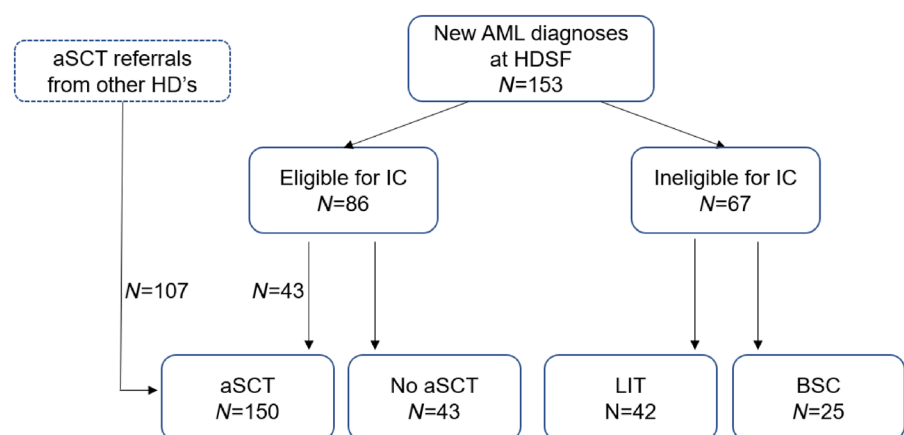 aSCT referrals
from other HD's
New AML diagnoses
at HDSF
N=153
Eligible for IC
N=86
Ineligible for IC
N=67
N=107
N=43
aSCT
N=150
No aSCT
N=43
LIT
N=42
BSC
N=25